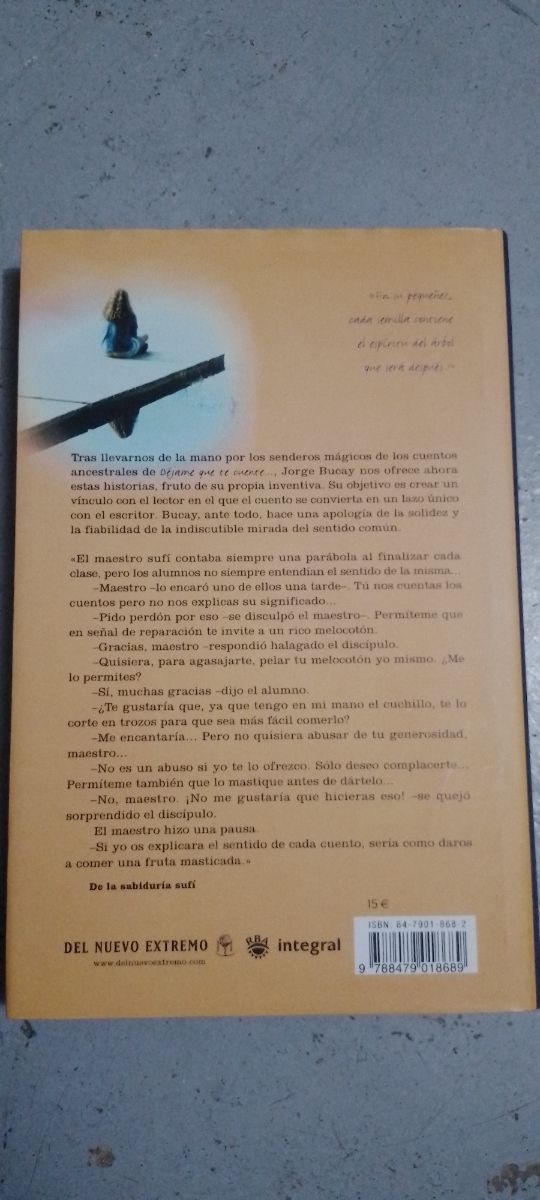 «En su pequeñez,
cada semilla contiene
el espíritu del árbol
que será después.»
Tras llevarnos de la mano por los senderos mágicos de los cuentos
ancestrales de Déjame que te cuente..., Jorge Bucay nos ofrece ahora
estas historias, fruto de su propia inventiva. Su objetivo es crear un
vínculo con el lector en el que el cuento se convierta en un lazo único
con el escritor. Bucay, ante todo, hace una apología de la solidez y
la fiabilidad de la indiscutible mirada del sentido común.
«El maestro sufí contaba siempre una parábola al finalizar cada
clase, pero los alumnos no siempre entendían el sentido de la misma...
–Maestro –lo encaró uno de ellos una tarde–. Tú nos cuentas los
cuentos pero no nos explicas su significado...
–Pido perdón por eso –se disculpó el maestro–. Permíteme que
en señal de reparación te invite a un rico melocotón.
–Gracias, maestro –respondió halagado el discípulo.
–Quisiera, para agasajarte, pelar tu melocotón yo mismo. ¿Me
lo permites?
–Sí, muchas gracias –dijo el alumno.
–¿Te gustaría que, ya que tengo en mi mano el cuchillo, te lo
corte en trozos para que sea más fácil comerlo?
–Me encantaría... Pero no quisiera abusar de tu generosidad,
maestro...
–No es un abuso si yo te lo ofrezco. Sólo deseo complacerte...
Permíteme también que lo mastique antes de dártelo...
–No, maestro. ¡No me gustaría que hicieras eso! –se quejó
sorprendido el discípulo.
El maestro hizo una pausa.
–Si yo os explicara el sentido de cada cuento, sería como daros
a comer una fruta masticada.»
De la sabiduría sufí
15 €
ISBN: 84-7901-868-2
DEL NUEVO EXTREMO RBA integral
www.delnuevoextremo.com
9 788479 018689